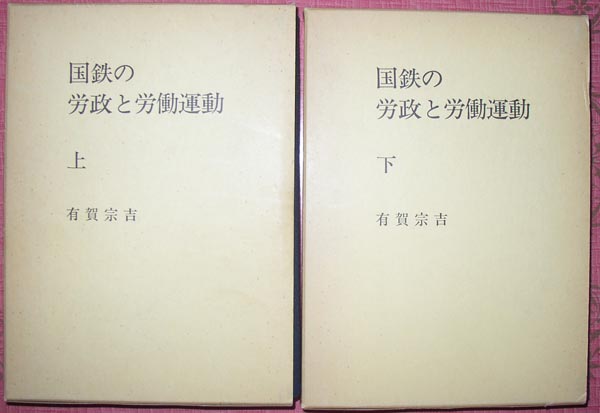 国鉄の
労政と労働運動
上
有賀宗吉
国鉄の
労政と労働運動
下
有賀宗吉